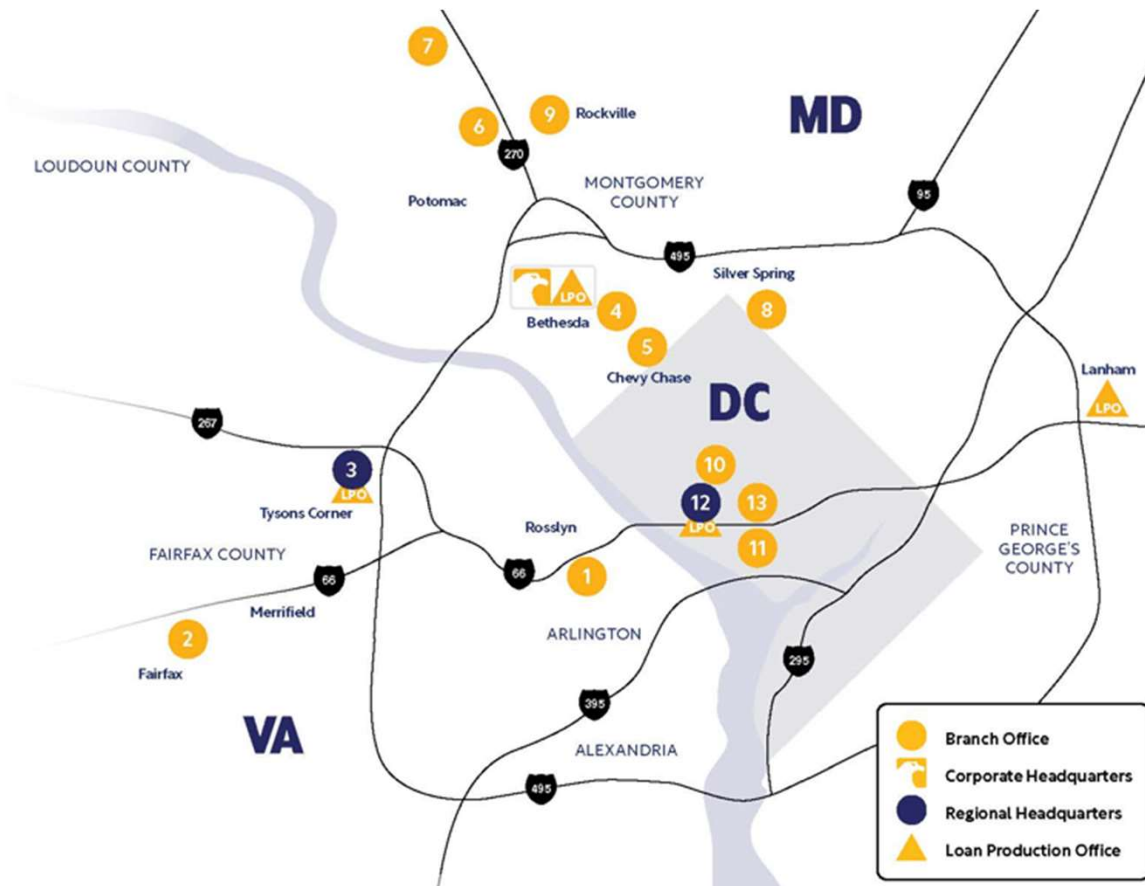 7
6
9
Rockville
MD
270
LOUDOUN COUNTY
MONTGOMERY
COUNTY
Potomac
95
495
Silver Spring
LPO
Bethesda
4
8
5
Chevy Chase
Lanham
LPO
DC
267
3
LPO
Tysons Corner
10
12
LPO
13
11
Rosslyn
FAIRFAX COUNTY
66
66
1
PRINCE
GEORGE'S
COUNTY
Merrifield
2
ARLINGTON
Fairfax
295
395
VA
ALEXANDRIA
495
Branch Office
Corporate Headquarters
Regional Headquarters
Loan Production Office